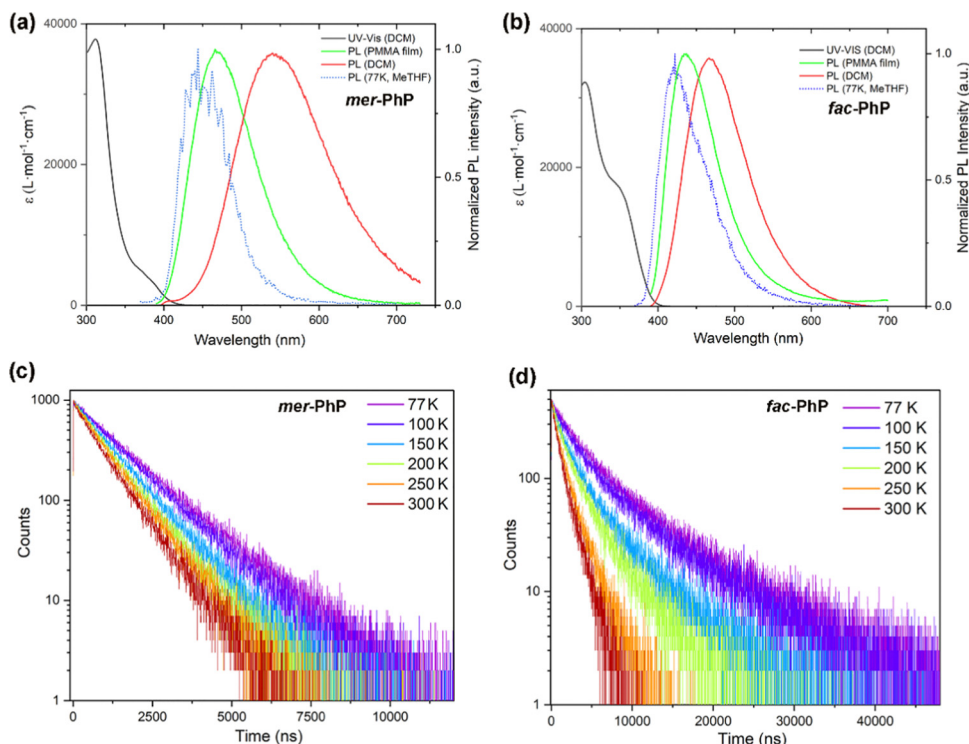 (a)
40000
20000
0
ε (L·mol⁻¹·cm⁻¹)
UV-Vis (DCM)
PL (PMMA film)
PL (DCM)
PL (77K, MeTHF)
mer-PhP
1.0
0.5
0.0
Normalized PL intensity (a.u.)
300 400 500 600 700
Wavelength (nm)
(b)
40000
20000
0
ε (L·mol⁻¹·cm⁻¹)
UV-VIS (DCM)
PL (PMMA film)
PL (DCM)
PL (77K, MeTHF)
fac-PhP
1.0
0.5
0.0
Normalized PL Intensity (a.u.)
300 400 500 600 700
Wavelength (nm)
(c)
1000
100
10
1
Counts
mer-PhP
77 K
100 K
150 K
200 K
250 K
300 K
0 2500 5000 7500 10000
Time (ns)
(d)
100
10
1
Counts
fac-PhP
77 K
100 K
150 K
200 K
250 K
300 K
0 10000 20000 30000 40000
Time (ns)